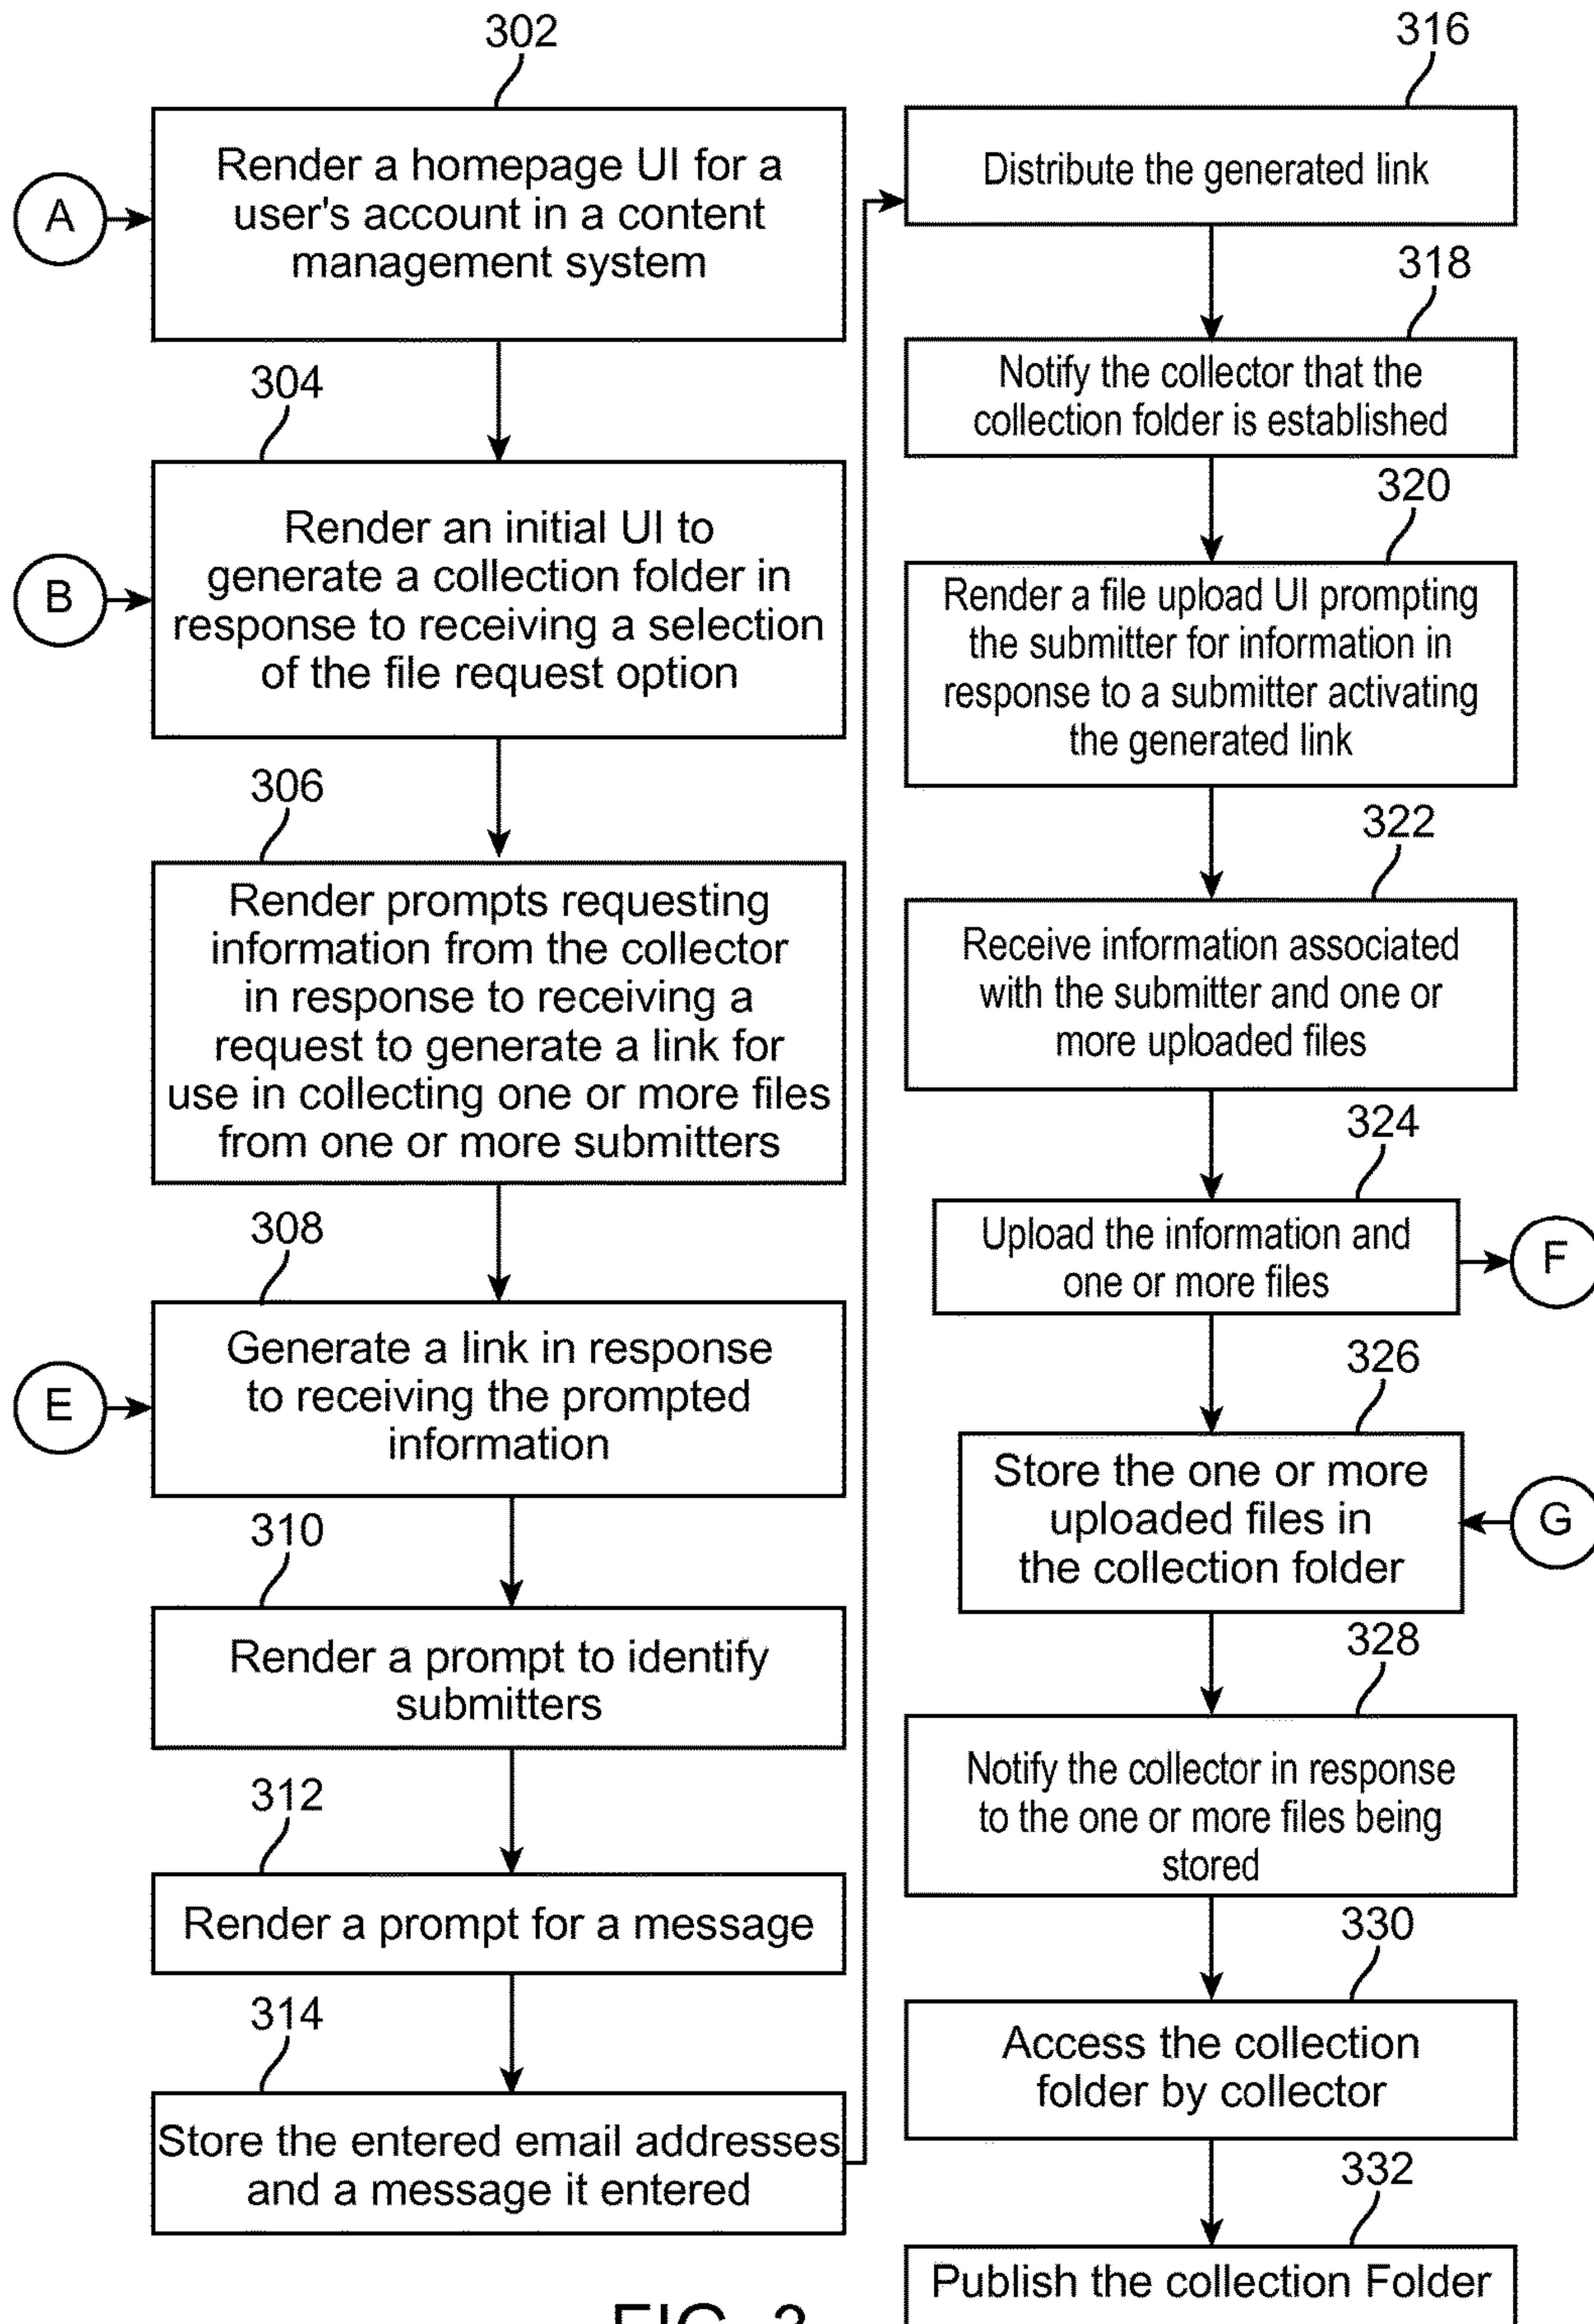 302
A
Render a homepage UI for a
user's account in a content
management system
304
B
Render an initial UI to
generate a collection folder in
response to receiving a selection
of the file request option
306
Render prompts requesting
information from the collector
in response to receiving a
request to generate a link for
use in collecting one or more files
from one or more submitters
308
E
Generate a link in response
to receiving the prompted
information
310
Render a prompt to identify
submitters
312
Render a prompt for a message
314
Store the entered email addresses
and a message it entered
316
Distribute the generated link
318
Notify the collector that the
collection folder is established
320
Render a file upload UI prompting
the submitter for information in
response to a submitter activating
the generated link
322
Receive information associated
with the submitter and one or
more uploaded files
324
Upload the information and
one or more files
F
326
Store the one or more
uploaded files in
the collection folder
G
328
Notify the collector in response
to the one or more files being
stored
330
Access the collection
folder by collector
332
Publish the collection Folder
FIG. 3